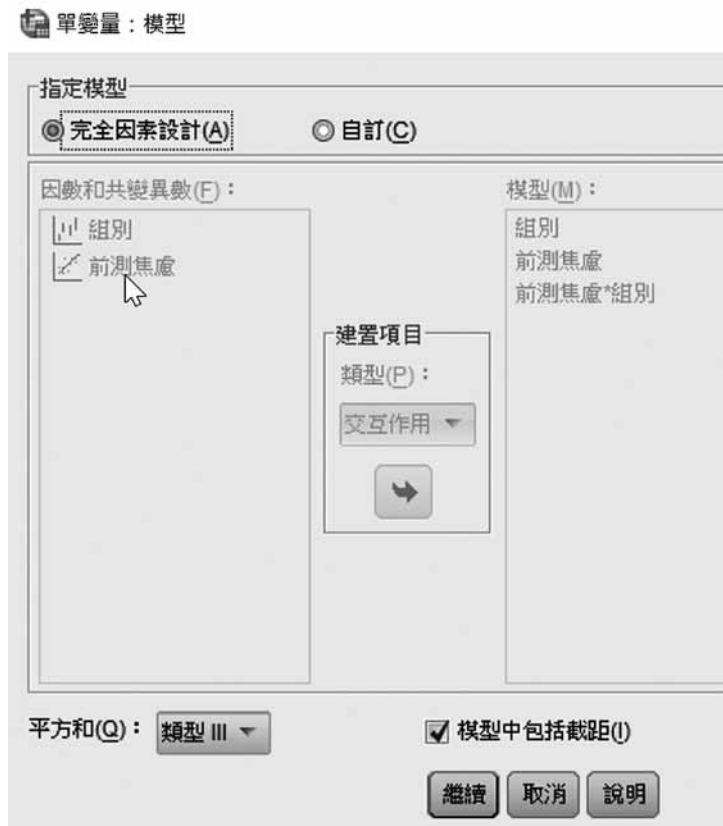 單變量：模型
指定模型
完全因素設計(A)
自訂(C)
因數和共變異數(F)：
組別
前測焦慮
建置項目
類型(P)：
交互作用
模型(M)：
組別
前測焦慮
前測焦慮*組別
平方和(Q)：
類型 III
模型中包括截距(I)
繼續
取消
說明